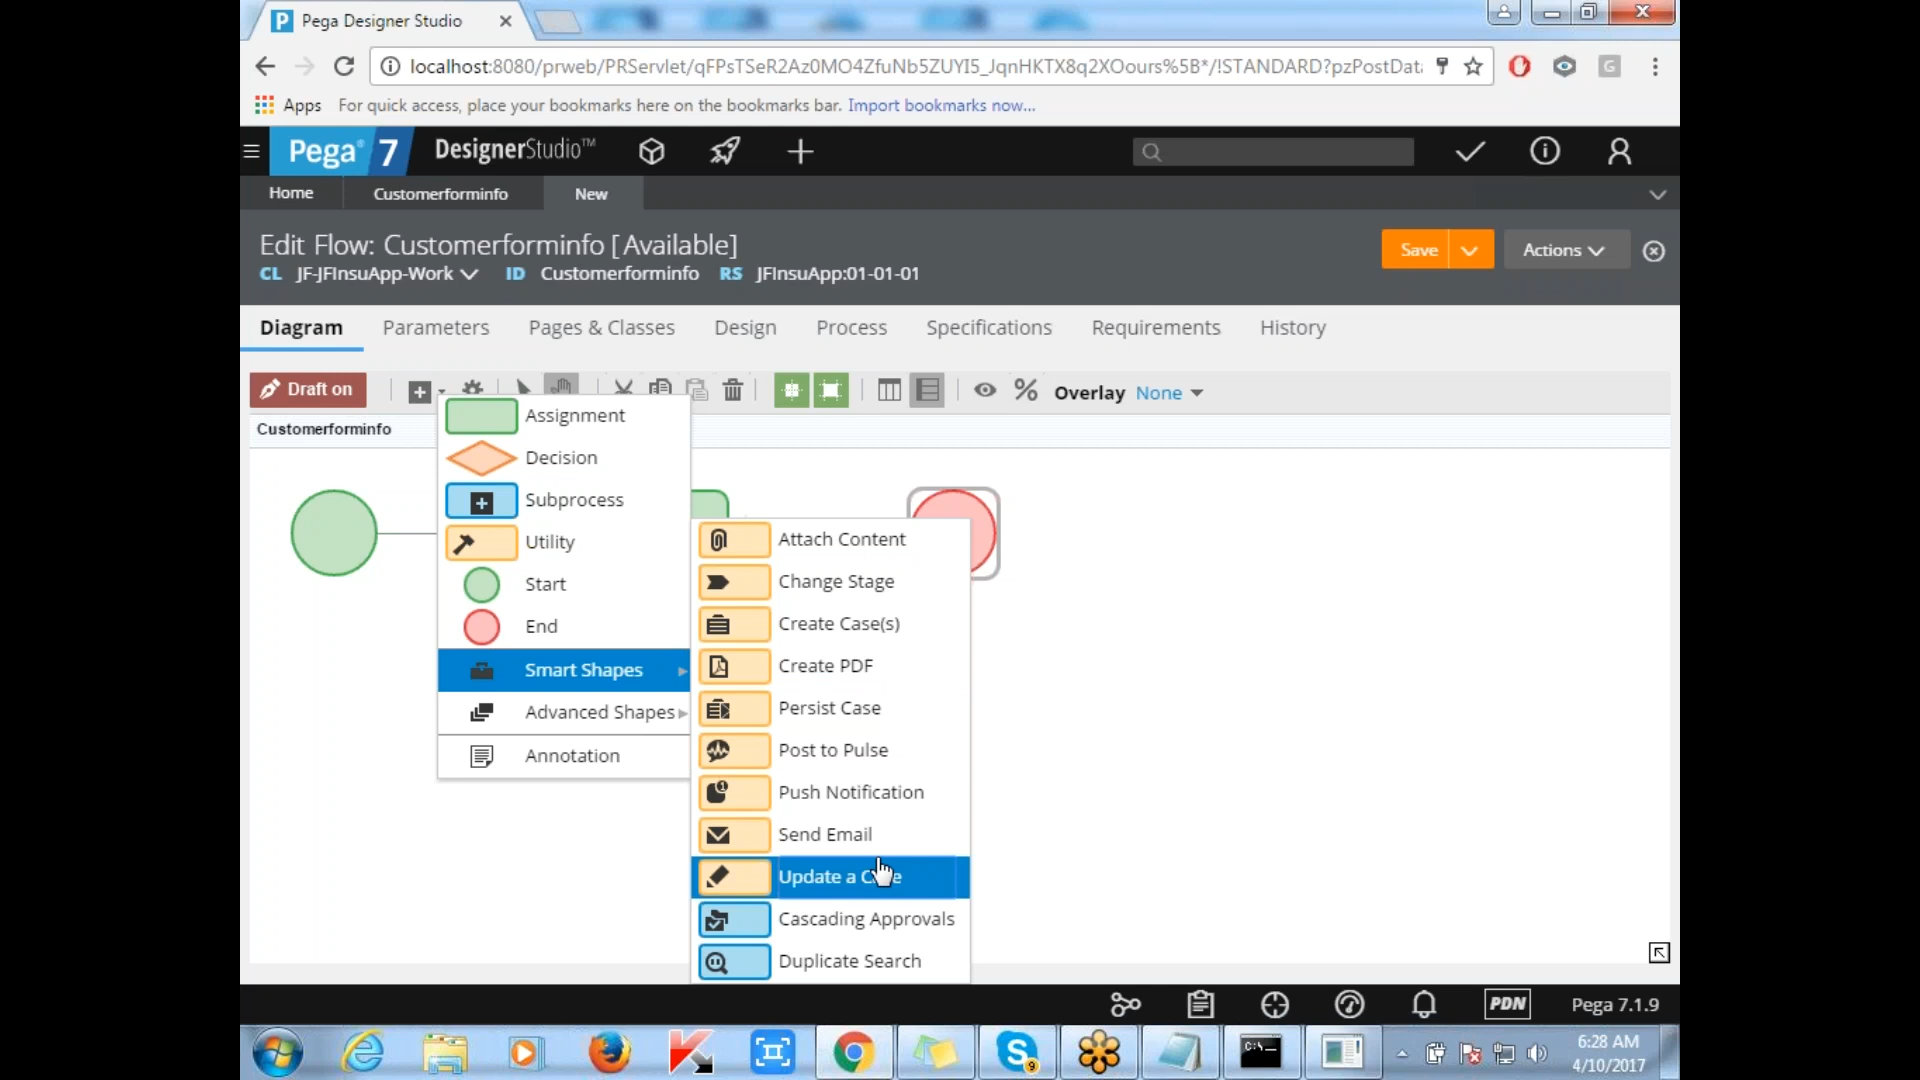 Pega Designer Studio
localhost:8080/prweb/PRServlet/qFPsTSeR2Az0MO4ZfuNb5ZUYI5_JqnHKTX8q2XOours%5B*/!STANDARD?pzPostData
Apps For quick access, place your bookmarks here on the bookmarks bar. Import bookmarks now...
Pega® 7 DesignerStudio™
Home Customerforminfo New
Edit Flow: Customerforminfo [Available]
CL JF-JFInsuApp-Work ID Customerforminfo RS JFInsuApp:01-01-01
Save Actions
Diagram Parameters Pages & Classes Design Process Specifications Requirements History
Draft on Overlay None
Customerforminfo
Assignment
Decision
Subprocess
Utility
Start
End
Smart Shapes
Advanced Shapes
Annotation
Attach Content
Change Stage
Create Case(s)
Create PDF
Persist Case
Post to Pulse
Push Notification
Send Email
Update a Case
Cascading Approvals
Duplicate Search
PDN Pega 7.1.9
6:28 AM
4/10/2017